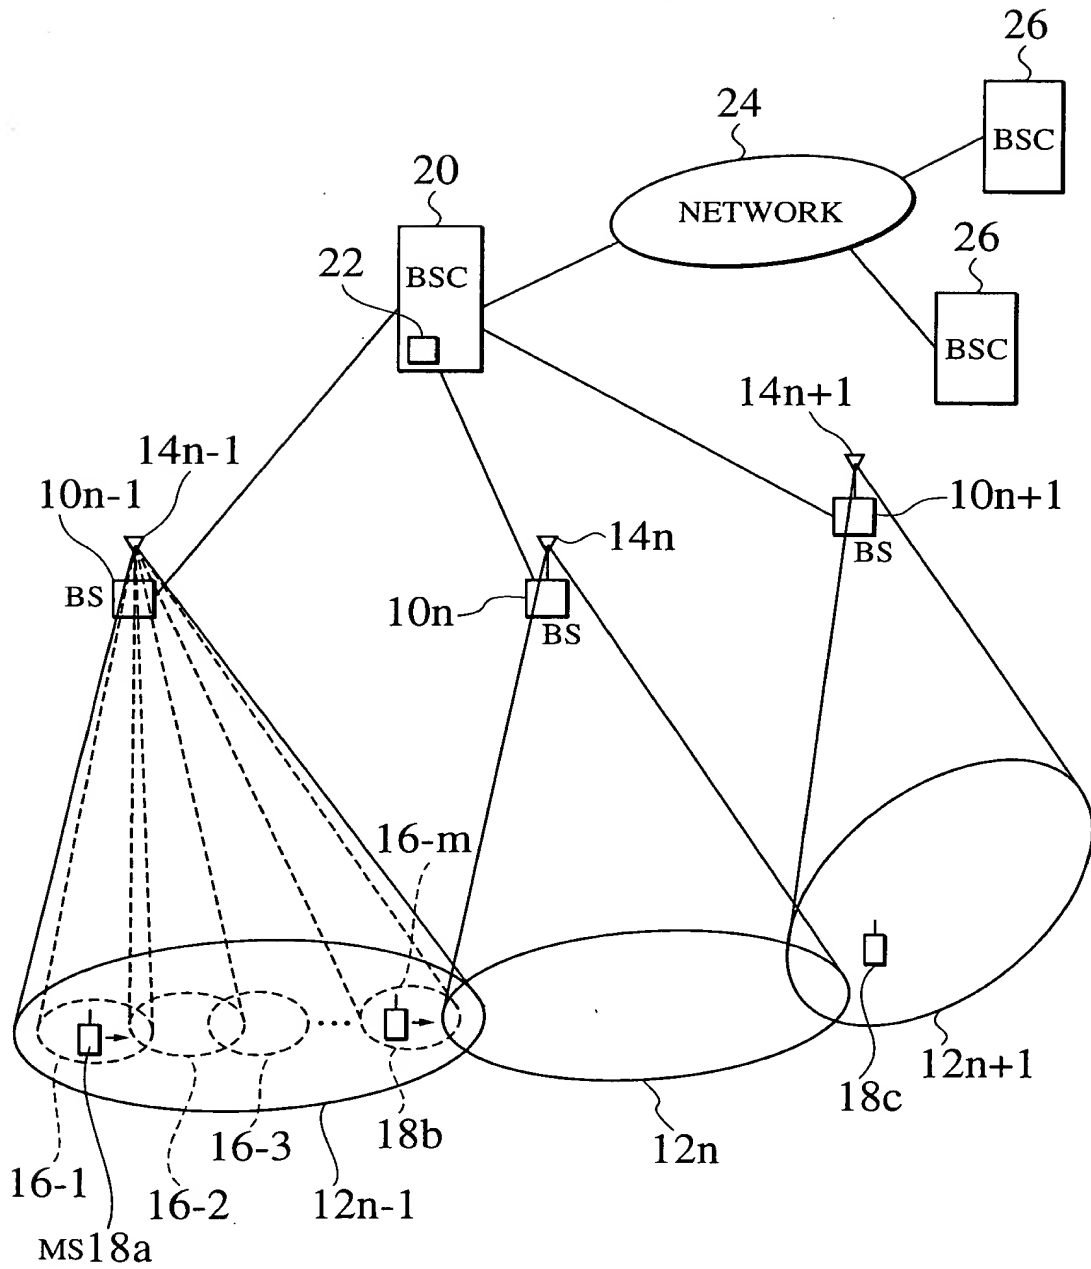 26
24
BSC
20
NETWORK
22
BSC
26
BSC
14n+1
14n-1
10n-1
10n+1
14n
BS
BS
10n
BS
16-m
12n+1
18c
18b
16-3
12n
16-1
16-2
12n-1
MS18a